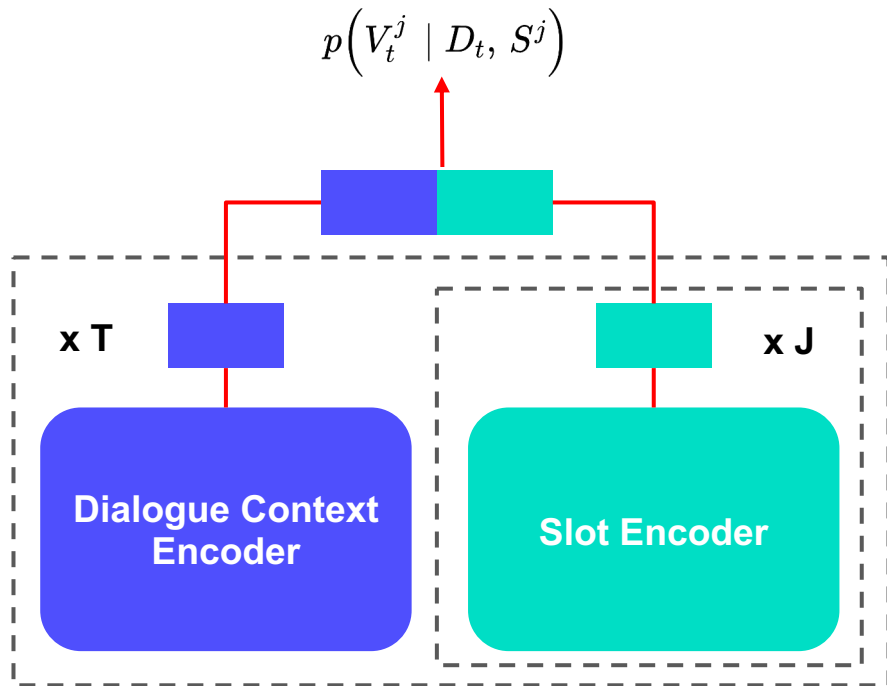 p(V_t^j | D_t, S^j)
x T
x J
Dialogue Context
Encoder
Slot Encoder